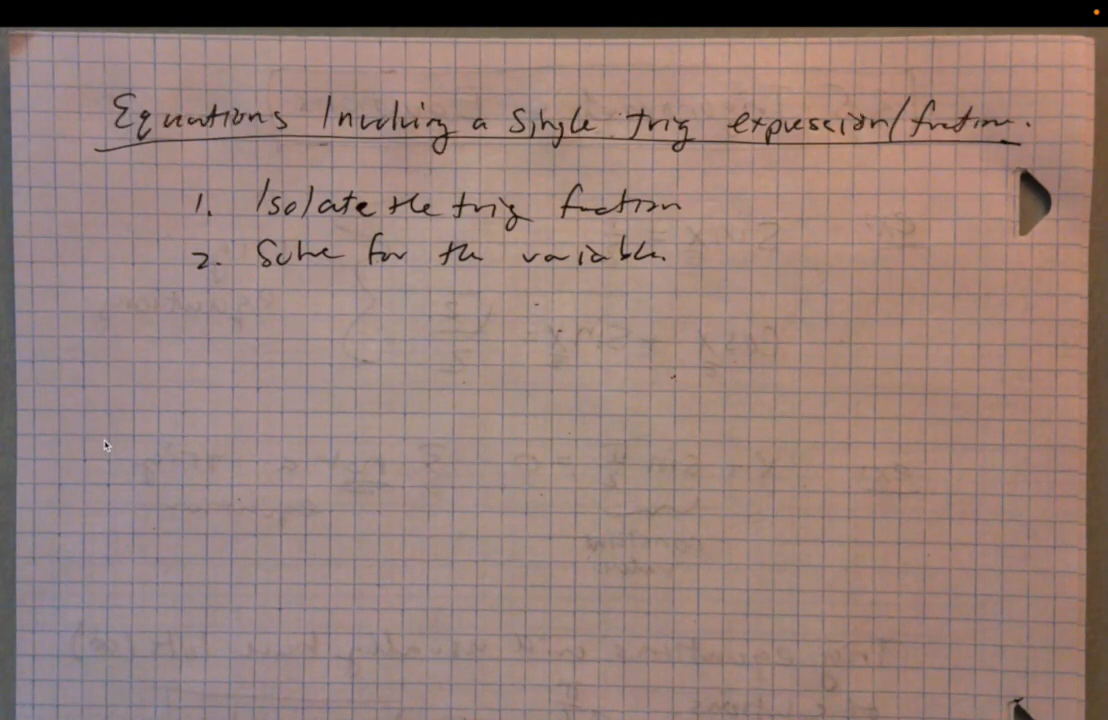 Equations Involving a Single trig expression/function.
1. Isolate the trig function
2. Solve for the variable.